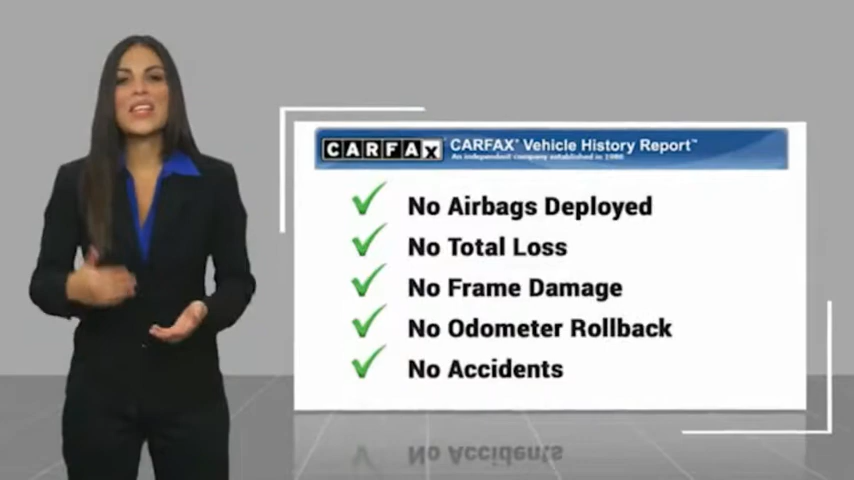 CARFAX CARFAX® Vehicle History Report™
An independent company established in 1986
No Airbags Deployed
No Total Loss
No Frame Damage
No Odometer Rollback
No Accidents
No Accidents